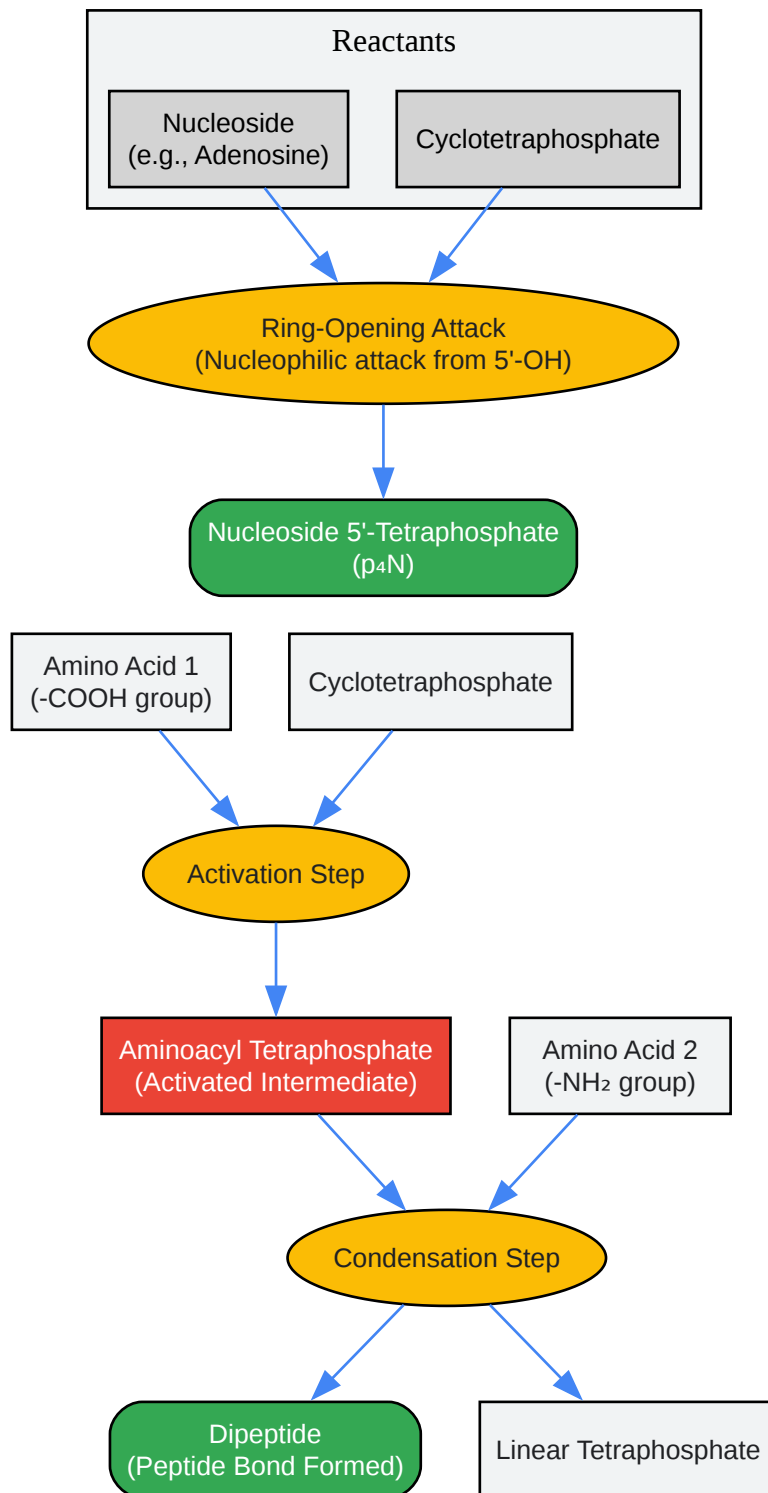 Reactants
Nucleoside
(e.g., Adenosine)
Cyclotetraphosphate
Ring-Opening Attack
(Nucleophilic attack from 5'-OH)
Nucleoside 5'-Tetraphosphate
(p₄N)
Amino Acid 1
(-COOH group)
Cyclotetraphosphate
Activation Step
Aminoacyl Tetraphosphate
(Activated Intermediate)
Amino Acid 2
(-NH₂ group)
Condensation Step
Dipeptide
(Peptide Bond Formed)
Linear Tetraphosphate